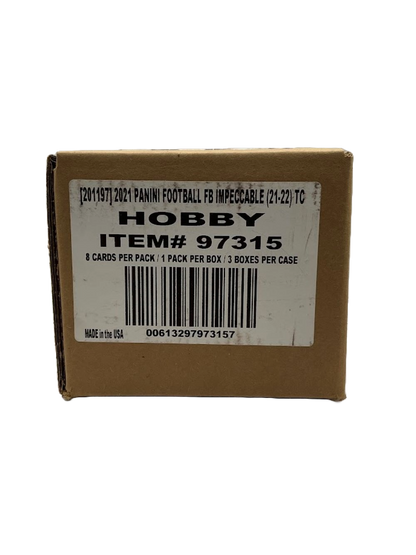 [201197] 2021 PANINI FOOTBALL FB IMPECCABLE (21-22) TC
HOBBY
ITEM# 97315
8 CARDS PER PACK / 1 PACK PER BOX / 3 BOXES PER CASE
MADE in the USA
00613297973157